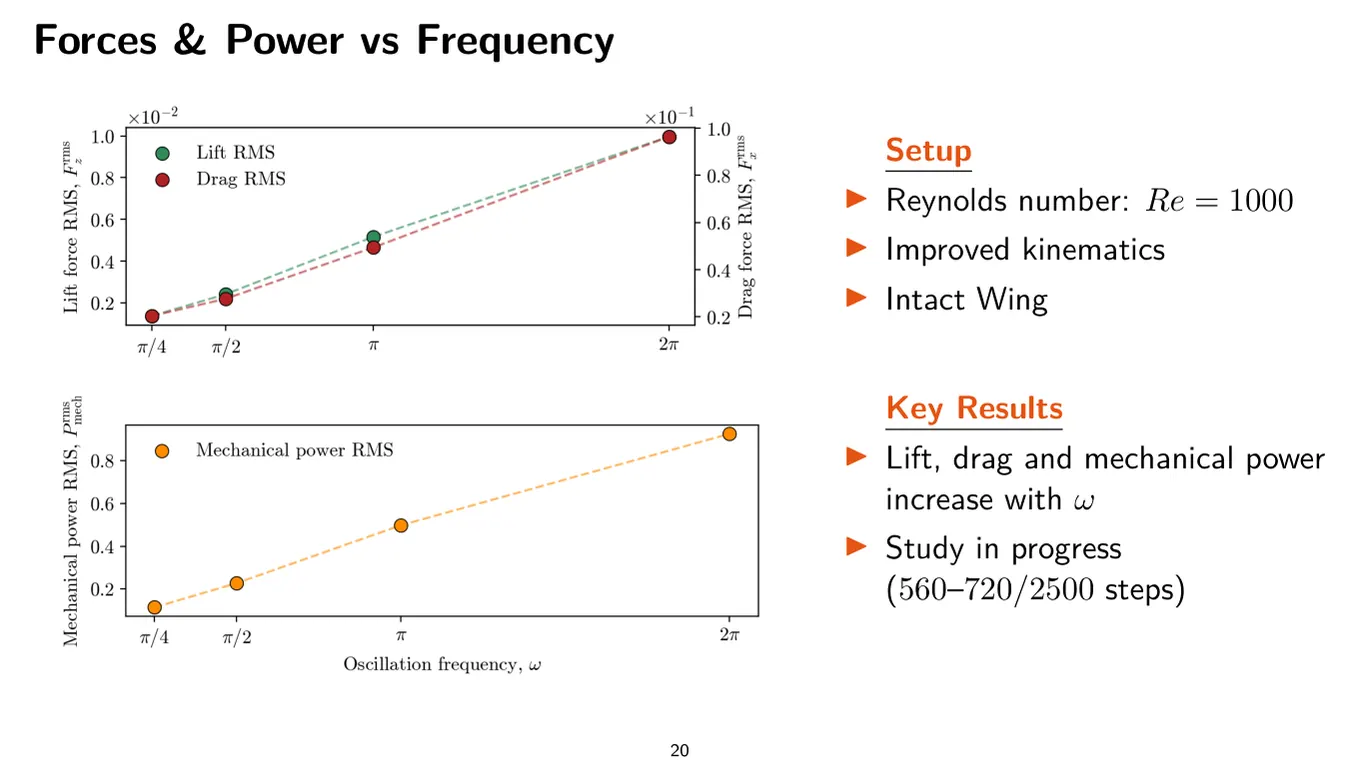 Forces & Power vs Frequency
×10⁻²
×10⁻¹
Lift force RMS, F_z^rms
1.0
0.8
0.6
0.4
0.2
Lift RMS
Drag RMS
1.0
0.8
0.6
0.4
0.2
Drag force RMS, F_x^rms
π/4
π/2
π
2π
Mechanical power RMS, P_mech^rms
0.8
0.6
0.4
0.2
Mechanical power RMS
π/4
π/2
π
2π
Oscillation frequency, ω
Setup
Reynolds number: Re = 1000
Improved kinematics
Intact Wing
Key Results
Lift, drag and mechanical power
increase with ω
Study in progress
(560–720/2500 steps)
20